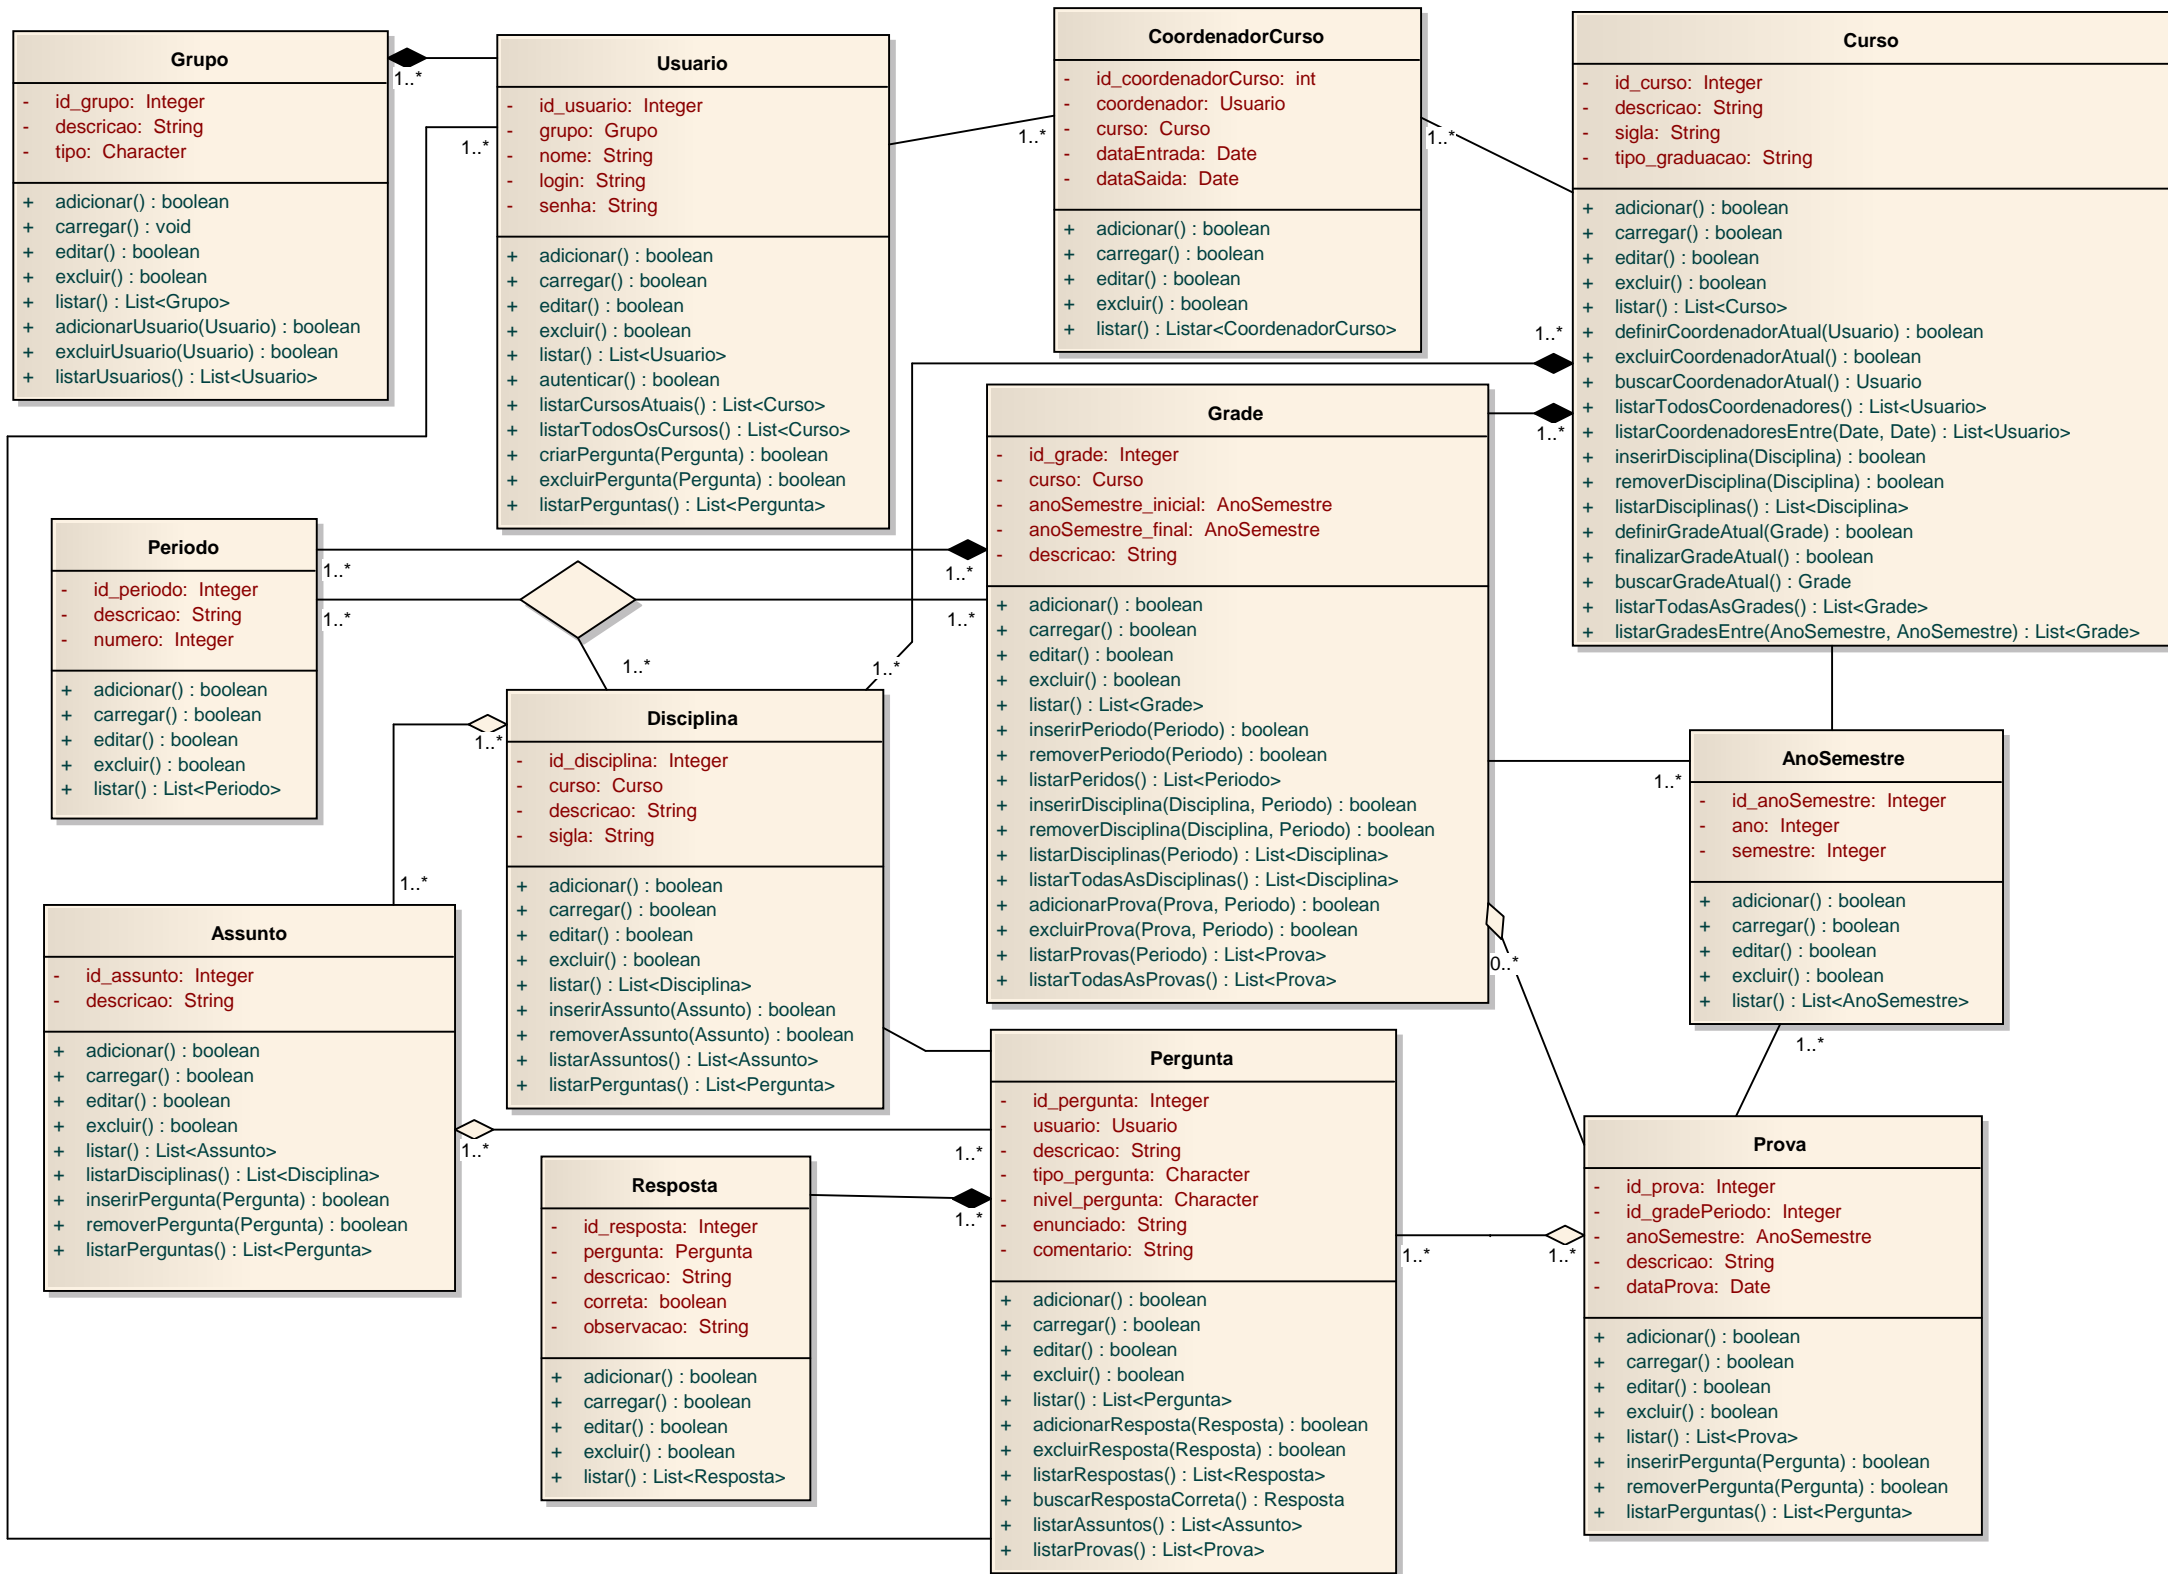 Grupo
- id_grupo: Integer
- descricao: String
- tipo: Character
+ adicionar() : boolean
+ carregar() : void
+ editar() : boolean
+ excluir() : boolean
+ listar() : List<Grupo>
+ adicionarUsuario(Usuario) : boolean
+ excluirUsuario(Usuario) : boolean
+ listarUsuarios() : List<Usuario>
1..*
Usuario
- id_usuario: Integer
- grupo: Grupo
- nome: String
- login: String
- senha: String
+ adicionar() : boolean
+ carregar() : boolean
+ editar() : boolean
+ excluir() : boolean
+ listar() : List<Usuario>
+ autenticar() : boolean
+ listarCursosAtuais() : List<Curso>
+ listarTodosOsCursos() : List<Curso>
+ criarPergunta(Pergunta) : boolean
+ excluirPergunta(Pergunta) : boolean
+ listarPerguntas() : List<Pergunta>
1..*
1..*
CoordenadorCurso
- id_coordenadorCurso: int
- coordenador: Usuario
- curso: Curso
- dataEntrada: Date
- dataSaida: Date
+ adicionar() : boolean
+ carregar() : boolean
+ editar() : boolean
+ excluir() : boolean
+ listar() : Listar<CoordenadorCurso>
1..*
Curso
- id_curso: Integer
- descricao: String
- sigla: String
- tipo_graduacao: String
+ adicionar() : boolean
+ carregar() : boolean
+ editar() : boolean
+ excluir() : boolean
+ listar() : List<Curso>
+ definirCoordenadorAtual(Usuario) : boolean
+ excluirCoordenadorAtual() : boolean
+ buscarCoordenadorAtual() : Usuario
+ listarTodosCoordenadores() : List<Usuario>
+ listarCoordenadoresEntre(Date, Date) : List<Usuario>
+ inserirDisciplina(Disciplina) : boolean
+ removerDisciplina(Disciplina) : boolean
+ listarDisciplinas() : List<Disciplina>
+ definirGradeAtual(Grade) : boolean
+ finalizarGradeAtual() : boolean
+ buscarGradeAtual() : Grade
+ listarTodasAsGrades() : List<Grade>
+ listarGradesEntre(AnoSemestre, AnoSemestre) : List<Grade>
1..*
1..*
Grade
- id_grade: Integer
- curso: Curso
- anoSemestre_inicial: AnoSemestre
- anoSemestre_final: AnoSemestre
- descricao: String
+ adicionar() : boolean
+ carregar() : boolean
+ editar() : boolean
+ excluir() : boolean
+ listar() : List<Grade>
+ inserirPeriodo(Periodo) : boolean
+ removerPeriodo(Periodo) : boolean
+ listarPeridos() : List<Periodo>
+ inserirDisciplina(Disciplina, Periodo) : boolean
+ removerDisciplina(Disciplina, Periodo) : boolean
+ listarDisciplinas(Periodo) : List<Disciplina>
+ listarTodasAsDisciplinas() : List<Disciplina>
+ adicionarProva(Prova, Periodo) : boolean
+ excluirProva(Prova, Periodo) : boolean
+ listarProvas(Periodo) : List<Prova>
+ listarTodasAsProvas() : List<Prova>
1..*
1..*
0..*
Periodo
- id_periodo: Integer
- descricao: String
- numero: Integer
+ adicionar() : boolean
+ carregar() : boolean
+ editar() : boolean
+ excluir() : boolean
+ listar() : List<Periodo>
1..*
1..*
1..*
1..*
Disciplina
- id_disciplina: Integer
- curso: Curso
- descricao: String
- sigla: String
+ adicionar() : boolean
+ carregar() : boolean
+ editar() : boolean
+ excluir() : boolean
+ listar() : List<Disciplina>
+ inserirAssunto(Assunto) : boolean
+ removerAssunto(Assunto) : boolean
+ listarAssuntos() : List<Assunto>
+ listarPerguntas() : List<Pergunta>
1..*
1..*
AnoSemestre
- id_anoSemestre: Integer
- ano: Integer
- semestre: Integer
+ adicionar() : boolean
+ carregar() : boolean
+ editar() : boolean
+ excluir() : boolean
+ listar() : List<AnoSemestre>
1..*
1..*
Assunto
- id_assunto: Integer
- descricao: String
+ adicionar() : boolean
+ carregar() : boolean
+ editar() : boolean
+ excluir() : boolean
+ listar() : List<Assunto>
+ listarDisciplinas() : List<Disciplina>
+ inserirPergunta(Pergunta) : boolean
+ removerPergunta(Pergunta) : boolean
+ listarPerguntas() : List<Pergunta>
1..*
1..*
Resposta
- id_resposta: Integer
- pergunta: Pergunta
- descricao: String
- correta: boolean
- observacao: String
+ adicionar() : boolean
+ carregar() : boolean
+ editar() : boolean
+ excluir() : boolean
+ listar() : List<Resposta>
1..*
Pergunta
- id_pergunta: Integer
- usuario: Usuario
- descricao: String
- tipo_pergunta: Character
- nivel_pergunta: Character
- enunciado: String
- comentario: String
+ adicionar() : boolean
+ carregar() : boolean
+ editar() : boolean
+ excluir() : boolean
+ listar() : List<Pergunta>
+ adicionarResposta(Resposta) : boolean
+ excluirResposta(Resposta) : boolean
+ listarRespostas() : List<Resposta>
+ buscarRespostaCorreta() : Resposta
+ listarAssuntos() : List<Assunto>
+ listarProvas() : List<Prova>
1..*
1..*
Prova
- id_prova: Integer
- id_gradePeriodo: Integer
- anoSemestre: AnoSemestre
- descricao: String
- dataProva: Date
+ adicionar() : boolean
+ carregar() : boolean
+ editar() : boolean
+ excluir() : boolean
+ listar() : List<Prova>
+ inserirPergunta(Pergunta) : boolean
+ removerPergunta(Pergunta) : boolean
+ listarPerguntas() : List<Pergunta>